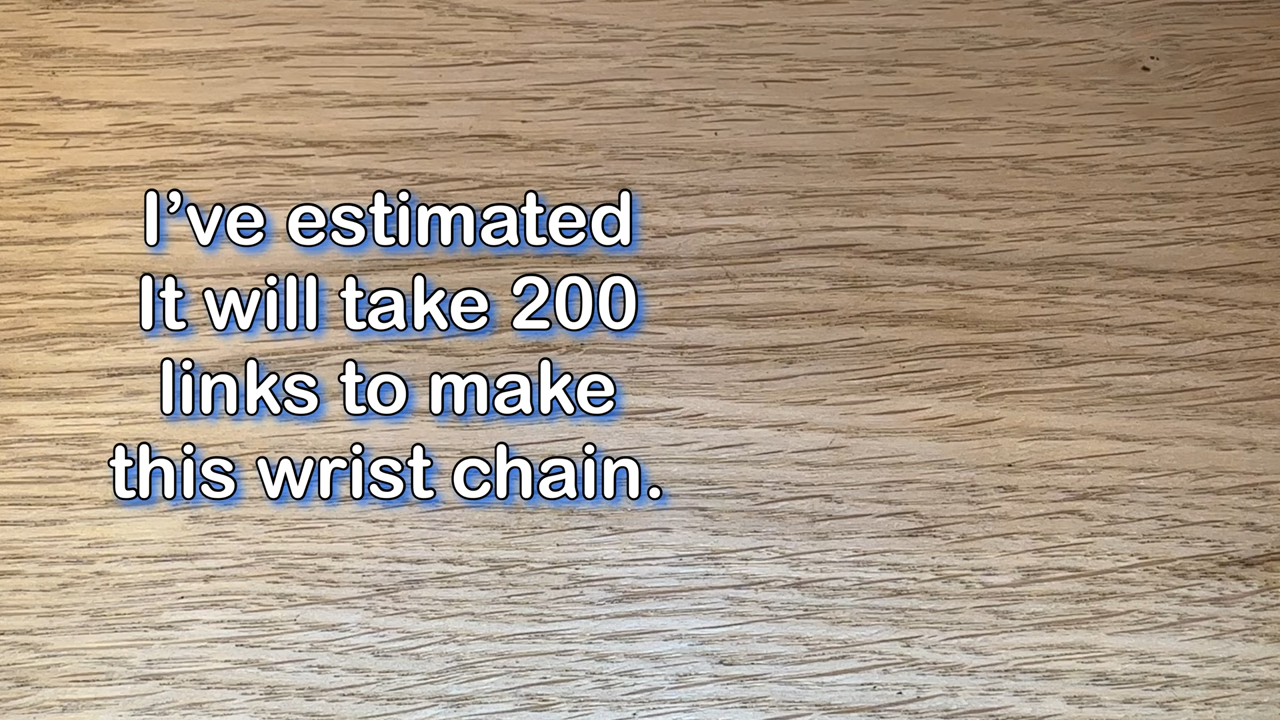 I’ve estimated
It will take 200
links to make
this wrist chain.